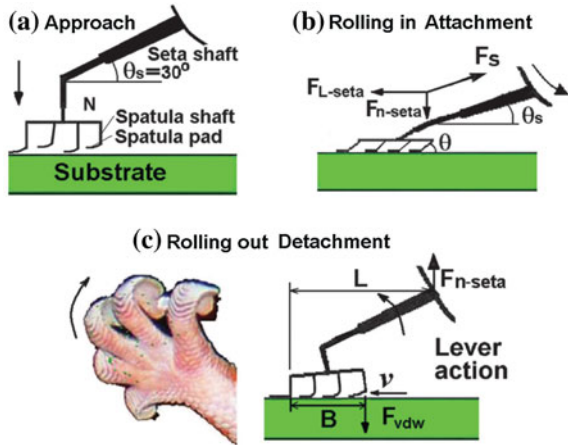 (a) Approach
Seta shaft
θs=30º
N
Spatula shaft
Spatula pad
Substrate
(b) Rolling in Attachment
Fs
FL-seta
Fn-seta
θs
θ
(c) Rolling out Detachment
L
Fn-seta
Lever
action
ν
B
Fvdw